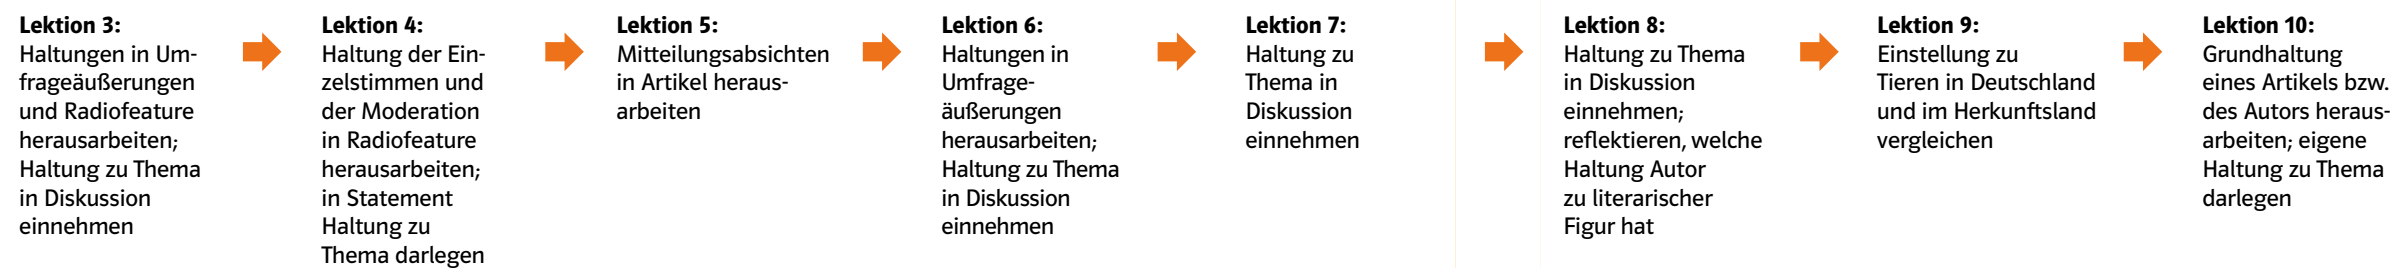 Lektion 3:
Haltungen in Um-
frageäußerungen
und Radiofeature
herausarbeiten;
Haltung zu Thema
in Diskussion
einnehmen
Lektion 4:
Haltung der Ein-
zelstimmen und
der Moderation
in Radiofeature
herausarbeiten;
in Statement
Haltung zu
Thema darlegen
Lektion 5:
Mitteilungsabsichten
in Artikel heraus-
arbeiten
Lektion 6:
Haltungen in
Umfrage-
äußerungen
herausarbeiten;
Haltung zu Thema
in Diskussion
einnehmen
Lektion 7:
Haltung zu
Thema in
Diskussion
einnehmen
Lektion 8:
Haltung zu Thema
in Diskussion
einnehmen;
reflektieren, welche
Haltung Autor
zu literarischer
Figur hat
Lektion 9:
Einstellung zu
Tieren in Deutschland
und im Herkunftsland
vergleichen
Lektion 10:
Grundhaltung
eines Artikels bzw.
des Autors heraus-
arbeiten; eigene
Haltung zu Thema
darlegen